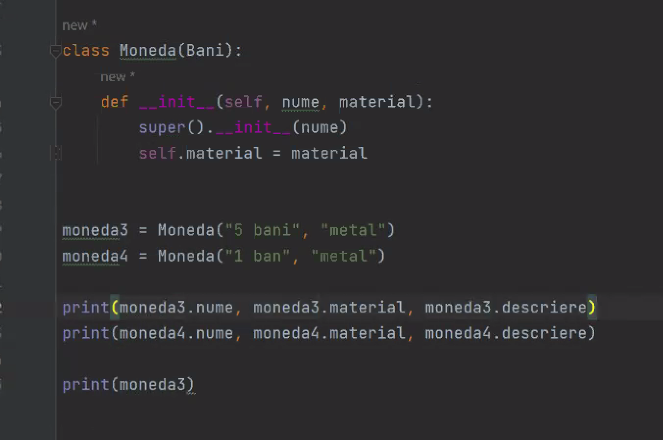 new *
class Moneda(Bani):
new *
def __init__(self, nume, material):
super().__init__(nume)
self.material = material
moneda3 = Moneda("5 bani", "metal")
moneda4 = Moneda("1 ban", "metal")
print(moneda3.nume, moneda3.material, moneda3.descriere)
print(moneda4.nume, moneda4.material, moneda4.descriere)
print(moneda3)